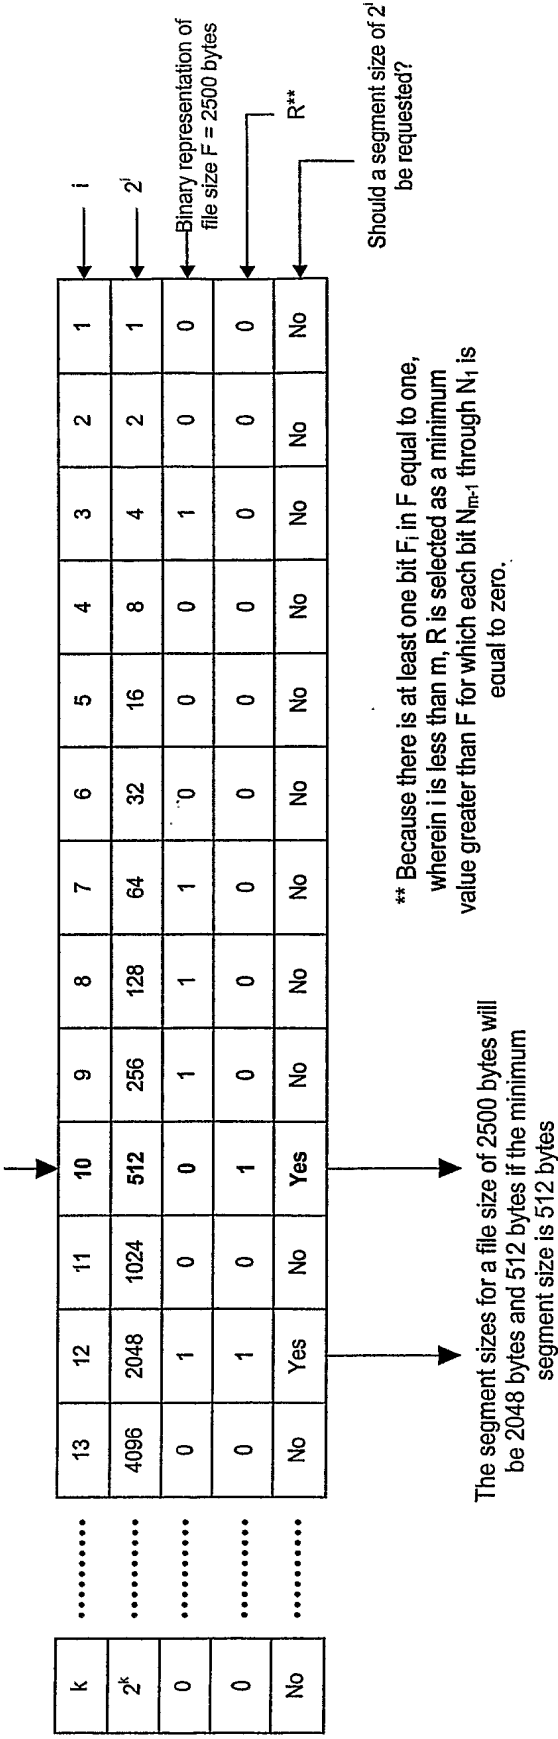 k ......... 13 12 11 10 9 8 7 6 5 4 3 2 1 i
2ᵏ ......... 4096 2048 1024 512 256 128 64 32 16 8 4 2 1 2ⁱ
0 ......... 0 1 0 0 1 1 1 0 0 0 1 0 0 Binary representation of
file size F = 2500 bytes
0 ......... 0 1 0 1 0 0 0 0 0 0 0 0 0 R**
No ......... No Yes No Yes No No No No No No No No No
Should a segment size of 2ⁱ
be requested?
** Because there is at least one bit Fᵢ in F equal to one,
wherein i is less than m, R is selected as a minimum
value greater than F for which each bit Nₘ₋₁ through N₁ is
equal to zero.
The segment sizes for a file size of 2500 bytes will
be 2048 bytes and 512 bytes if the minimum
segment size is 512 bytes